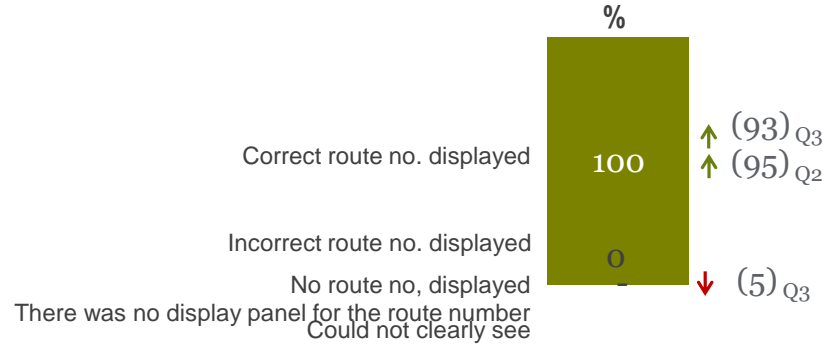 %
(93) Q3
Correct route no. displayed 100 (95) Q2
Incorrect route no. displayed
0
No route no, displayed - (5) Q3
There was no display panel for the route number
Could not clearly see